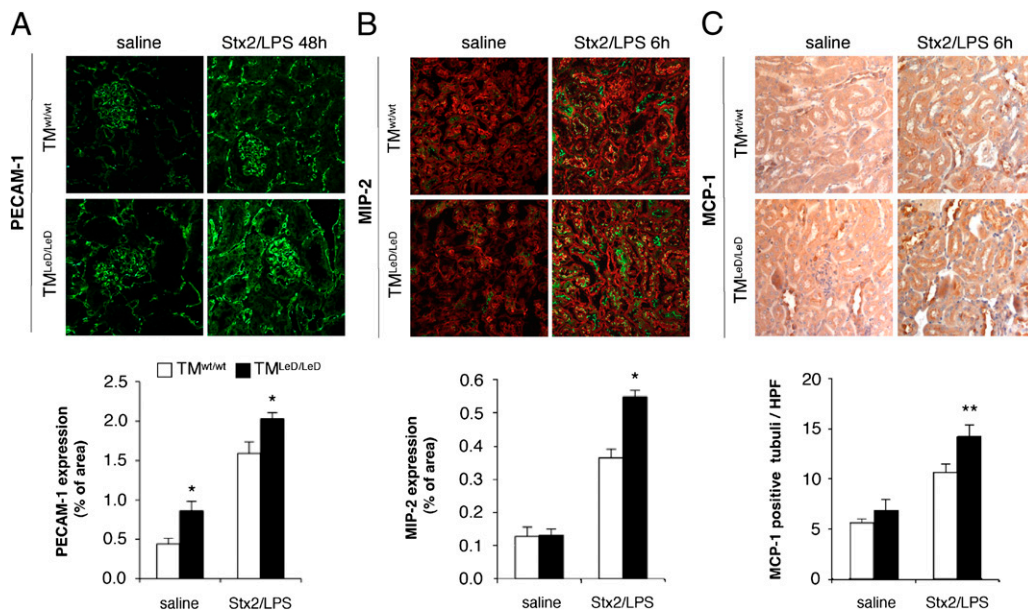 A
saline
Stx2/LPS 48h
PECAM-1
TMwt/wt
TMLeD/LeD
TMwt/wt
TMLeD/LeD
PECAM-1 expression
(% of area)
2.5
2.0
1.5
1.0
0.5
0.0
*
*
saline
Stx2/LPS
B
saline
Stx2/LPS 6h
MIP-2
TMwt/wt
TMLeD/LeD
MIP-2 expression
(% of area)
0.6
0.5
0.4
0.3
0.2
0.1
0.0
*
saline
Stx2/LPS
C
saline
Stx2/LPS 6h
MCP-1
TMwt/wt
TMLeD/LeD
MCP-1 positive tubuli / HPF
20
15
10
5
0
**
saline
Stx2/LPS